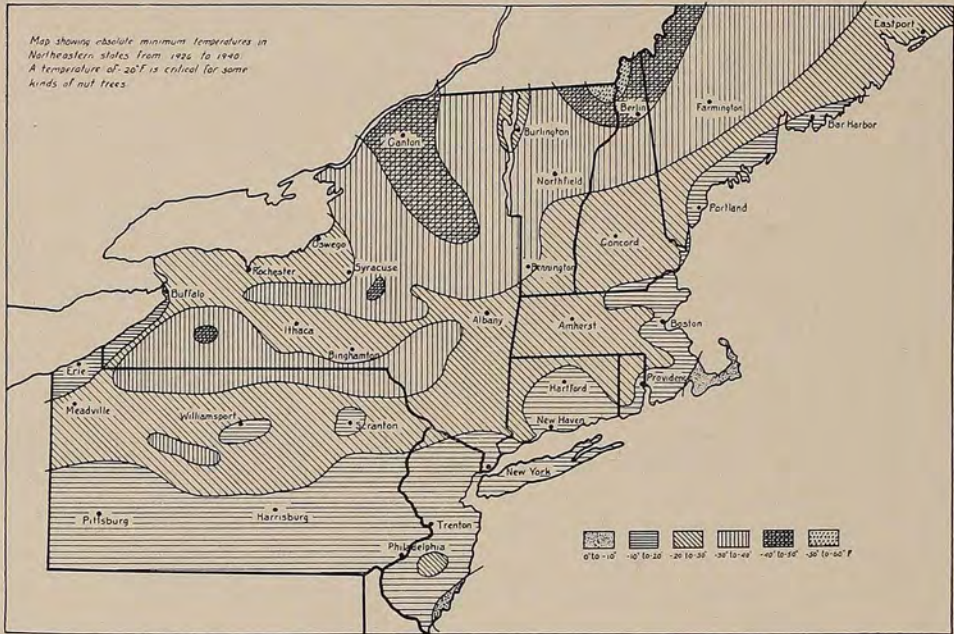 Map showing absolute minimum temperatures in
Northeastern states from 1926 to 1940.
A temperature of -20°F is critical for some
kinds of nut trees.
Eastport
Canton
Burlington
Berlin
Farmington
Bar Harbor
Northfield
Portland
Oswego
Concord
Rochester
Syracuse
Bennington
Buffalo
Ithaca
Albany
Amherst
Boston
Binghamton
Erie
Hartford
Providenc
Meadville
Williamsport
Scranton
New Haven
New York
Pittsburg
Harrisburg
Trenton
Philadelphia
0° to -10° -10° to -20° -20 to -30° -30° to -40° -40° to -50° -50° to -60° F